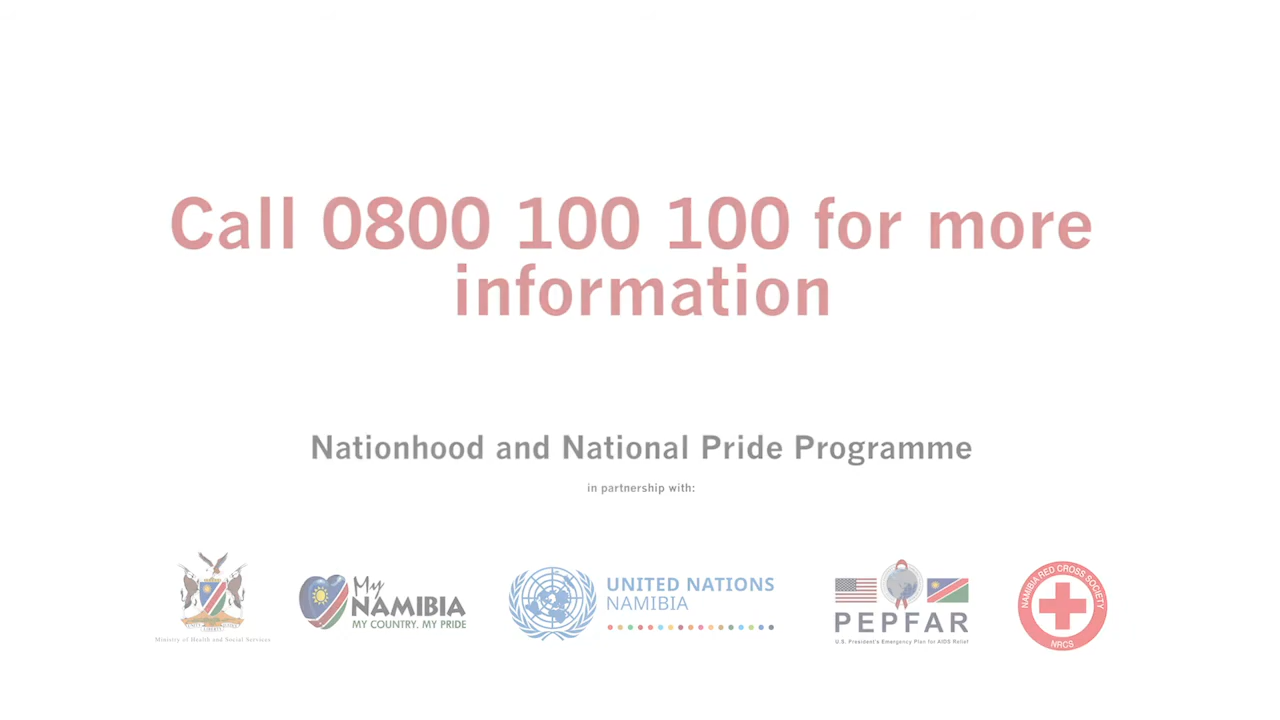 Call 0800 100 100 for more
information
Nationhood and National Pride Programme
in partnership with:
Ministry of Health and Social Services
My
NAMIBIA
MY COUNTRY. MY PRIDE
UNITED NATIONS
NAMIBIA
PEPFAR
U.S. President's Emergency Plan for AIDS Relief
NAMIBIA RED CROSS SOCIETY
NRCS